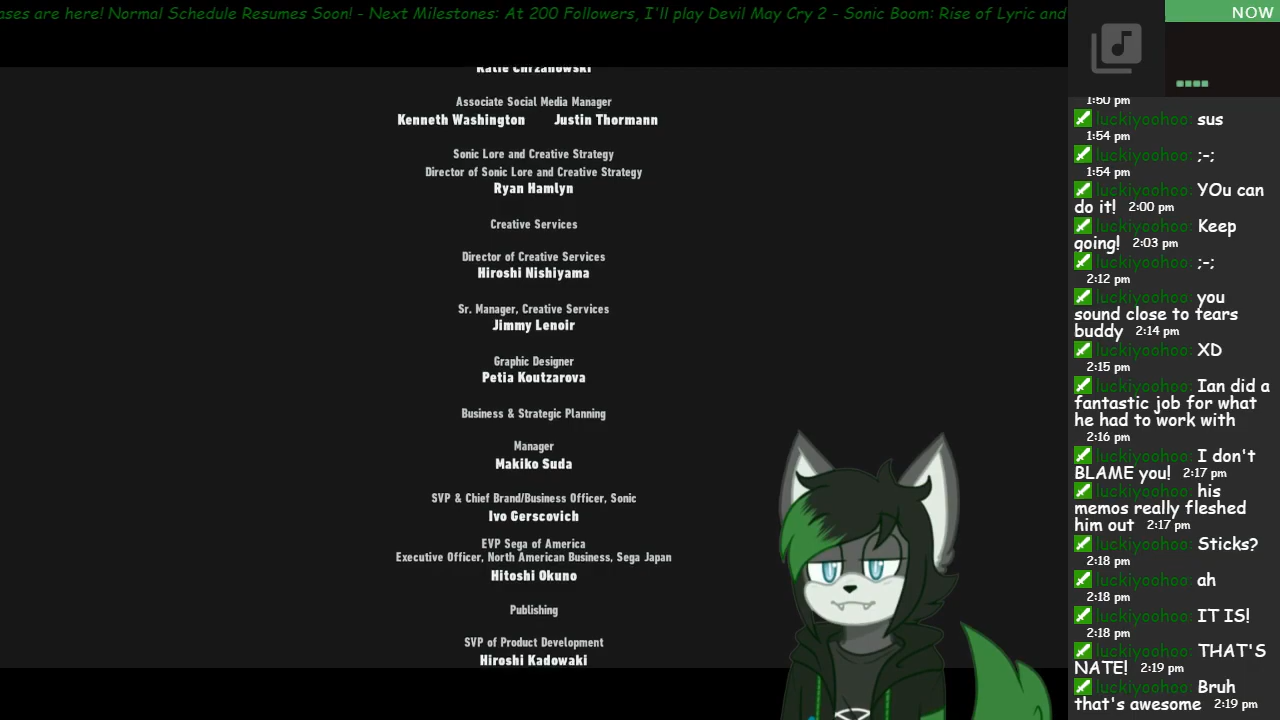 ases are here! Normal Schedule Resumes Soon! - Next Milestones: At 200 Followers, I'll play Devil May Cry 2 - Sonic Boom: Rise of Lyric and
Katie Chrzanowski
Associate Social Media Manager
Kenneth Washington Justin Thormann
Sonic Lore and Creative Strategy
Director of Sonic Lore and Creative Strategy
Ryan Hamlyn
Creative Services
Director of Creative Services
Hiroshi Nishiyama
Sr. Manager, Creative Services
Jimmy Lenoir
Graphic Designer
Petia Koutzarova
Business & Strategic Planning
Manager
Makiko Suda
SVP & Chief Brand/Business Officer, Sonic
Ivo Gerscovich
EVP Sega of America
Executive Officer, North American Business, Sega Japan
Hitoshi Okuno
Publishing
SVP of Product Development
Hiroshi Kadowaki
NOW
1:50 pm
luckiyoohoo: sus
1:54 pm
luckiyoohoo: ;-;
1:54 pm
luckiyoohoo: YOu can
do it! 2:00 pm
luckiyoohoo: Keep
going! 2:03 pm
luckiyoohoo: ;-;
2:12 pm
luckiyoohoo: you
sound close to tears
buddy 2:14 pm
luckiyoohoo: XD
2:15 pm
luckiyoohoo: Ian did a
fantastic job for what
he had to work with
2:16 pm
luckiyoohoo: I don't
BLAME you! 2:17 pm
luckiyoohoo: his
memos really fleshed
him out 2:17 pm
luckiyoohoo: Sticks?
2:18 pm
luckiyoohoo: ah
2:18 pm
luckiyoohoo: IT IS!
2:18 pm
luckiyoohoo: THAT'S
NATE! 2:19 pm
luckiyoohoo: Bruh
that's awesome 2:19 pm